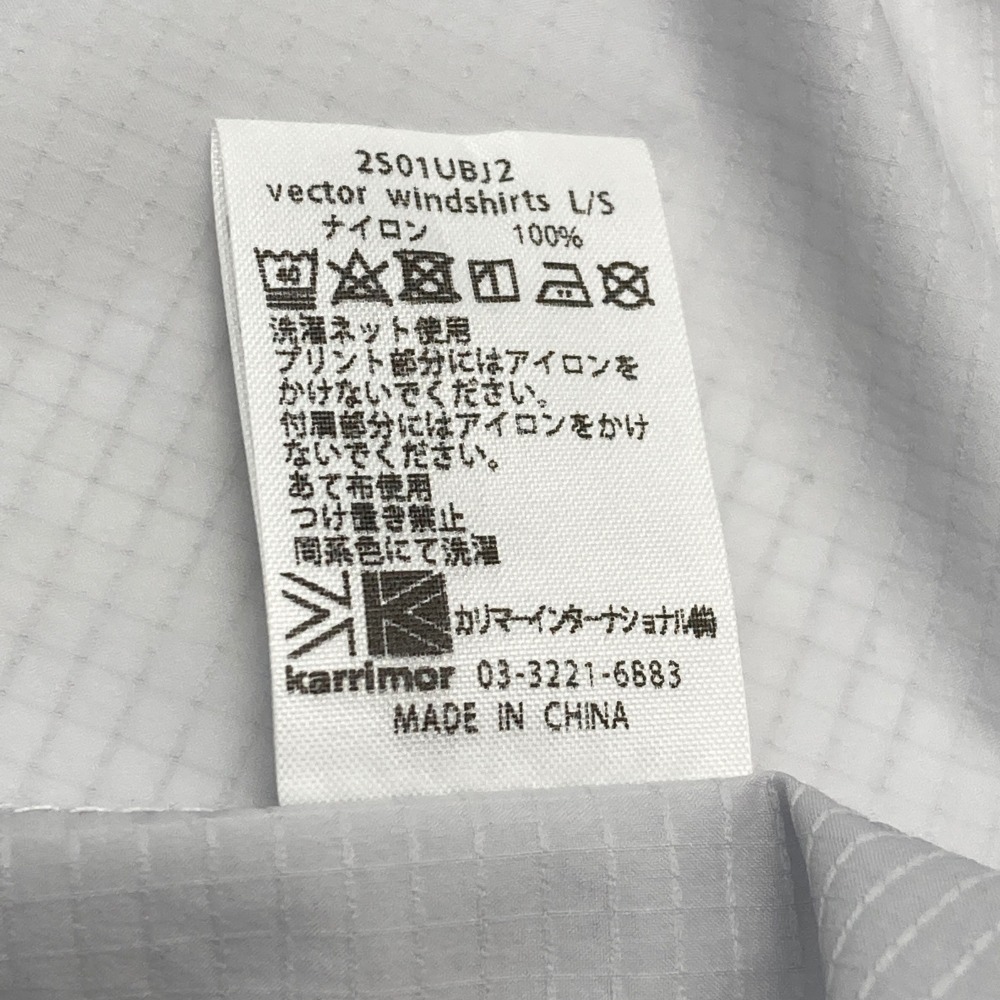 2S01UBJ2
vector windshirts L/S
ナイロン 100%
40
洗濯ネット使用
プリント部分にはアイロンを
かけないでください。
付属部分にはアイロンをかけ
ないでください。
あて布使用
つけ置き禁止
同系色にて洗濯
カリマーインターナショナル㈱
karrimor 03-3221-6883
MADE IN CHINA